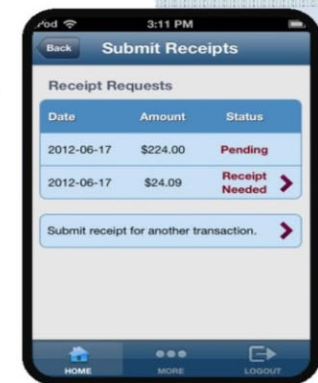 Pod 3:11 PM
Back Submit Receipts
Receipt Requests
Date Amount Status
2012-06-17 $224.00 Pending
2012-06-17 $24.09 Receipt Needed
Submit receipt for another transaction.
HOME MORE LOGOUT